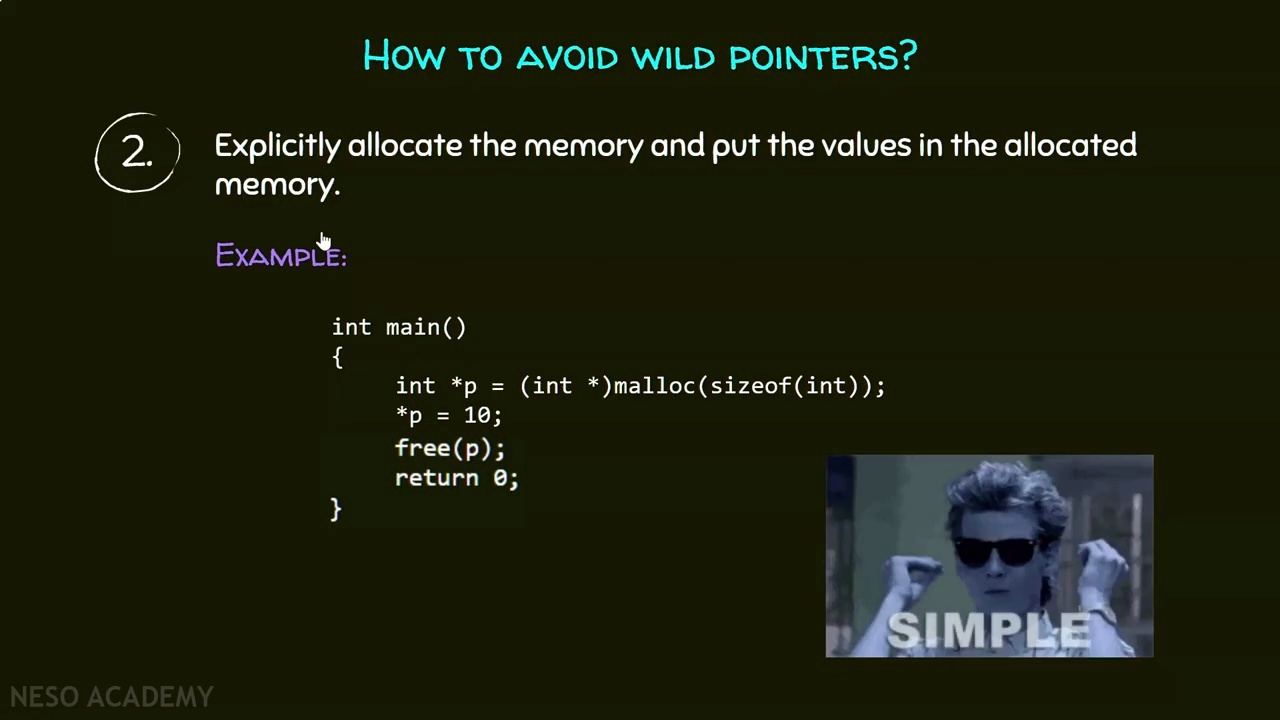 How to avoid wild pointers?
2.
Explicitly allocate the memory and put the values in the allocated
memory.
Example:
int main()
{
int *p = (int *)malloc(sizeof(int));
*p = 10;
free(p);
return 0;
}
SIMPLE
NESO ACADEMY